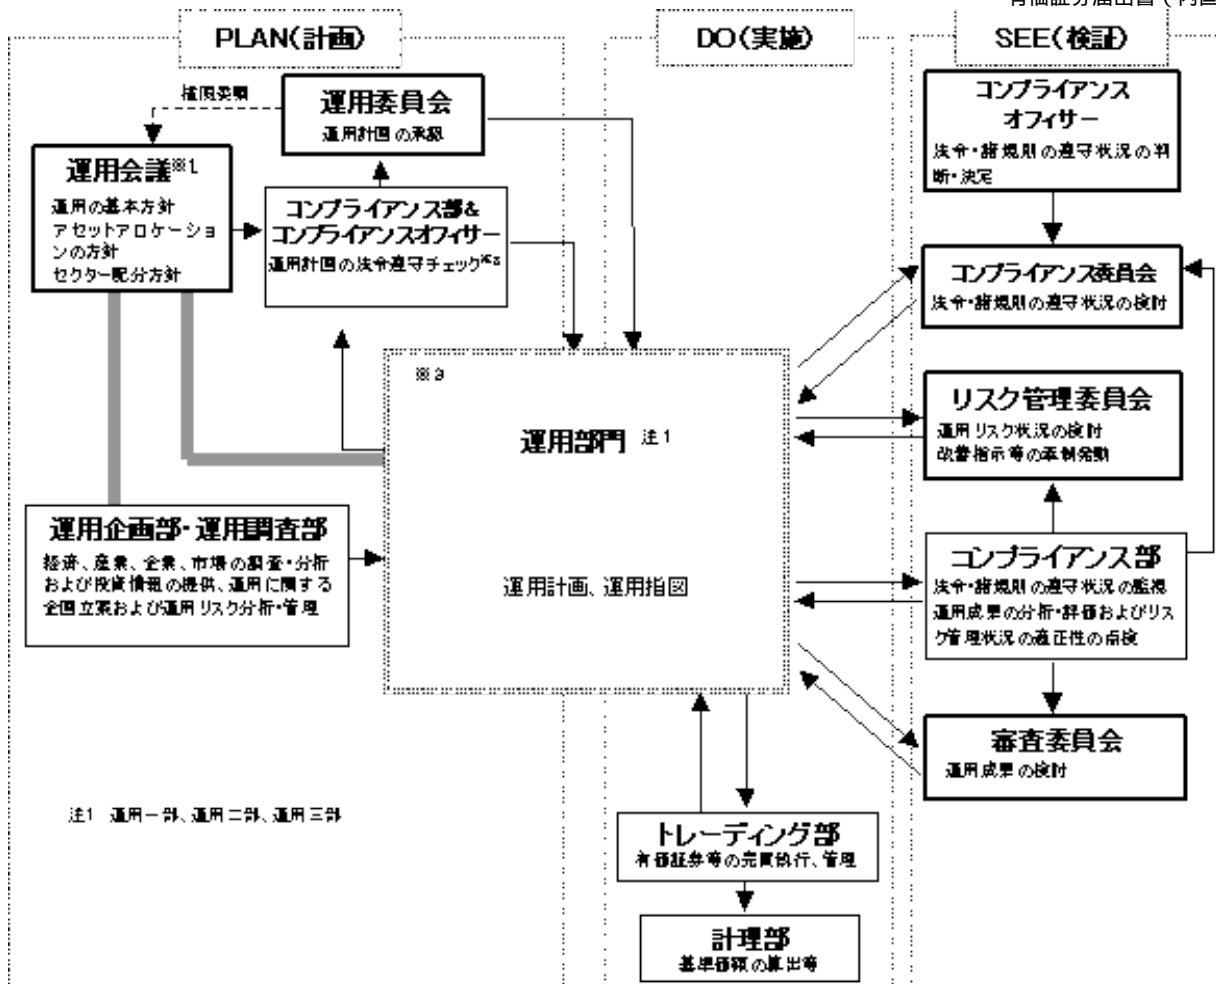 有価証券届出書(内国
PLAN(計画)
DO(実施)
SEE(検証)
権限委嘱
運用委員会
運用計画の承認
運用会議※1
運用の基本方針
アセットアロケーショ
ンの方針
セクター配分方針
コンプライアンス部&
コンプライアンスオフィサー
運用計画の法令遵守チェック※2
コンプライアンス
オフィサー
法令・諸規則の遵守状況の判
断・決定
コンプライアンス委員会
法令・諸規則の遵守状況の検討
※3
運用部門 注1
運用計画、運用指図
リスク管理委員会
運用リスク状況の検討
改善指示等の牽制発動
運用企画部・運用調査部
経済、産業、企業、市場の調査・分析
および投資情報の提供、運用に関する
企画立案および運用リスク分析・管理
コンプライアンス部
法令・諸規則の遵守状況の監視
運用成果の分析・評価およびリス
ク管理状況の適正性の点検
審査委員会
運用成果の検討
注1 運用一部、運用二部、運用三部
トレーディング部
有価証券等の売買執行、管理
計理部
基準価額の算出等